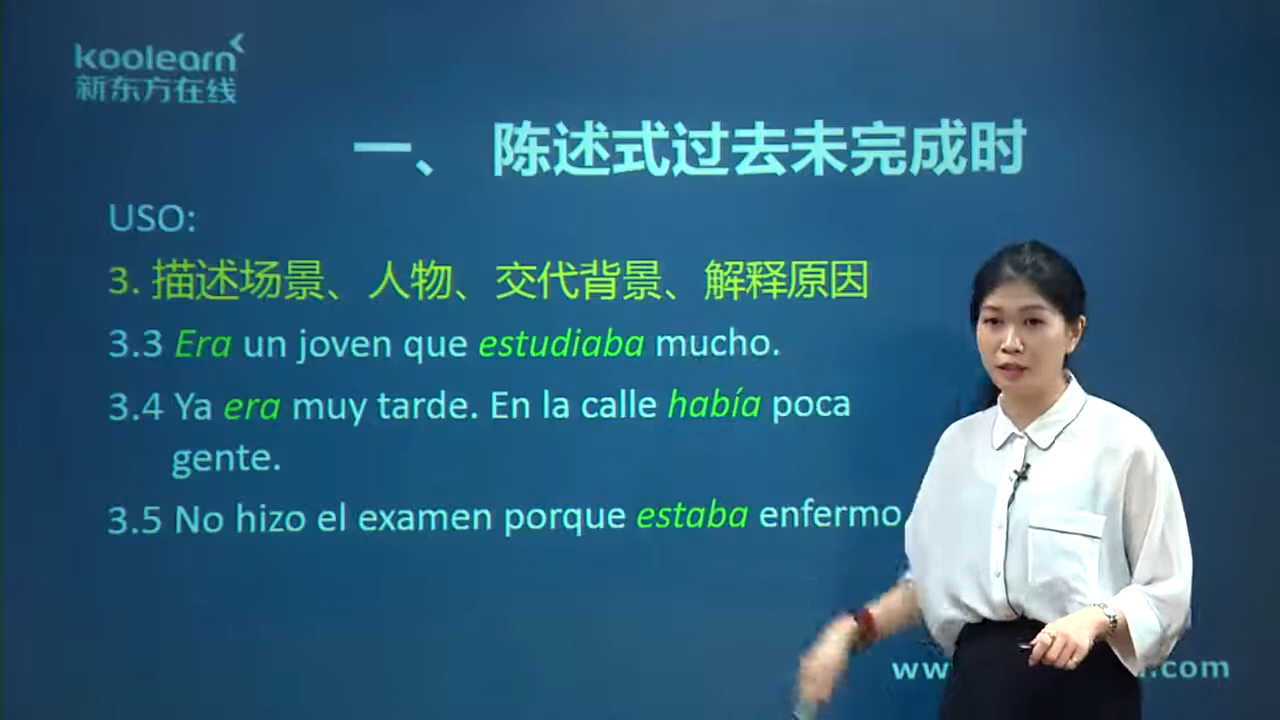 koolearn
新东方在线
一、 陈述式过去未完成时
USO:
3. 描述场景、人物、交代背景、解释原因
3.3 Era un joven que estudiaba mucho.
3.4 Ya era muy tarde. En la calle había poca
gente.
3.5 No hizo el examen porque estaba enfermo
.com